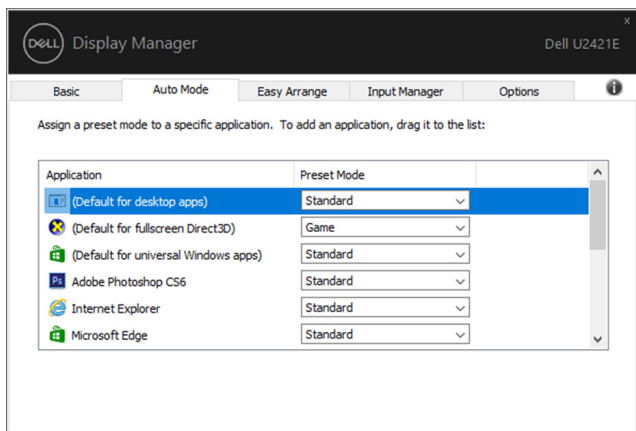 DELL Display Manager
x
Dell U2421E
Basic Auto Mode Easy Arrange Input Manager Options i
Assign a preset mode to a specific application. To add an application, drag it to the list:
Application Preset Mode
(Default for desktop apps) Standard
(Default for fullscreen Direct3D) Game
(Default for universal Windows apps) Standard
Ps Adobe Photoshop CS6 Standard
Internet Explorer Standard
Microsoft Edge Standard